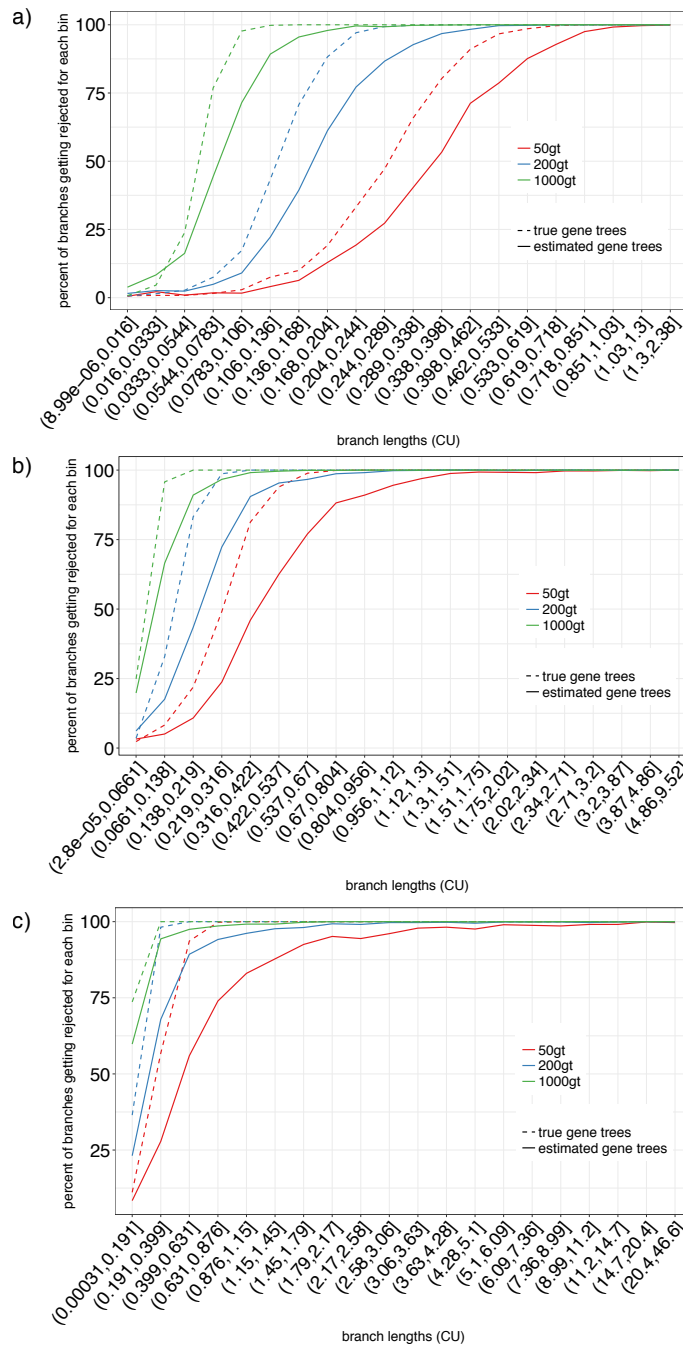 a)
percent of branches getting rejected for each bin
100
75
50
25
0
50gt
200gt
1000gt
true gene trees
estimated gene trees
(8.99e−06,0.016]
(0.016,0.0333]
(0.0333,0.0544]
(0.0544,0.0783]
(0.0783,0.106]
(0.106,0.136]
(0.136,0.168]
(0.168,0.204]
(0.204,0.244]
(0.244,0.289]
(0.289,0.338]
(0.338,0.398]
(0.398,0.462]
(0.462,0.533]
(0.533,0.619]
(0.619,0.718]
(0.718,0.851]
(0.851,1.03]
(1.03,1.3]
(1.3,2.38]
branch lengths (CU)
b)
percent of branches getting rejected for each bin
100
75
50
25
0
50gt
200gt
1000gt
true gene trees
estimated gene trees
(2.8e−05,0.0661]
(0.0661,0.138]
(0.138,0.219]
(0.219,0.316]
(0.316,0.422]
(0.422,0.537]
(0.537,0.67]
(0.67,0.804]
(0.804,0.956]
(0.956,1.12]
(1.12,1.3]
(1.3,1.51]
(1.51,1.75]
(1.75,2.02]
(2.02,2.34]
(2.34,2.71]
(2.71,3.2]
(3.2,3.87]
(3.87,4.86]
(4.86,9.52]
branch lengths (CU)
c)
percent of branches getting rejected for each bin
100
75
50
25
50gt
200gt
1000gt
true gene trees
estimated gene trees
(0.00031,0.191]
(0.191,0.399]
(0.399,0.631]
(0.631,0.876]
(0.876,1.15]
(1.15,1.45]
(1.45,1.79]
(1.79,2.17]
(2.17,2.58]
(2.58,3.06]
(3.06,3.63]
(3.63,4.28]
(4.28,5.1]
(5.1,6.09]
(6.09,7.36]
(7.36,8.99]
(8.99,11.2]
(11.2,14.7]
(14.7,20.4]
(20.4,46.6]
branch lengths (CU)